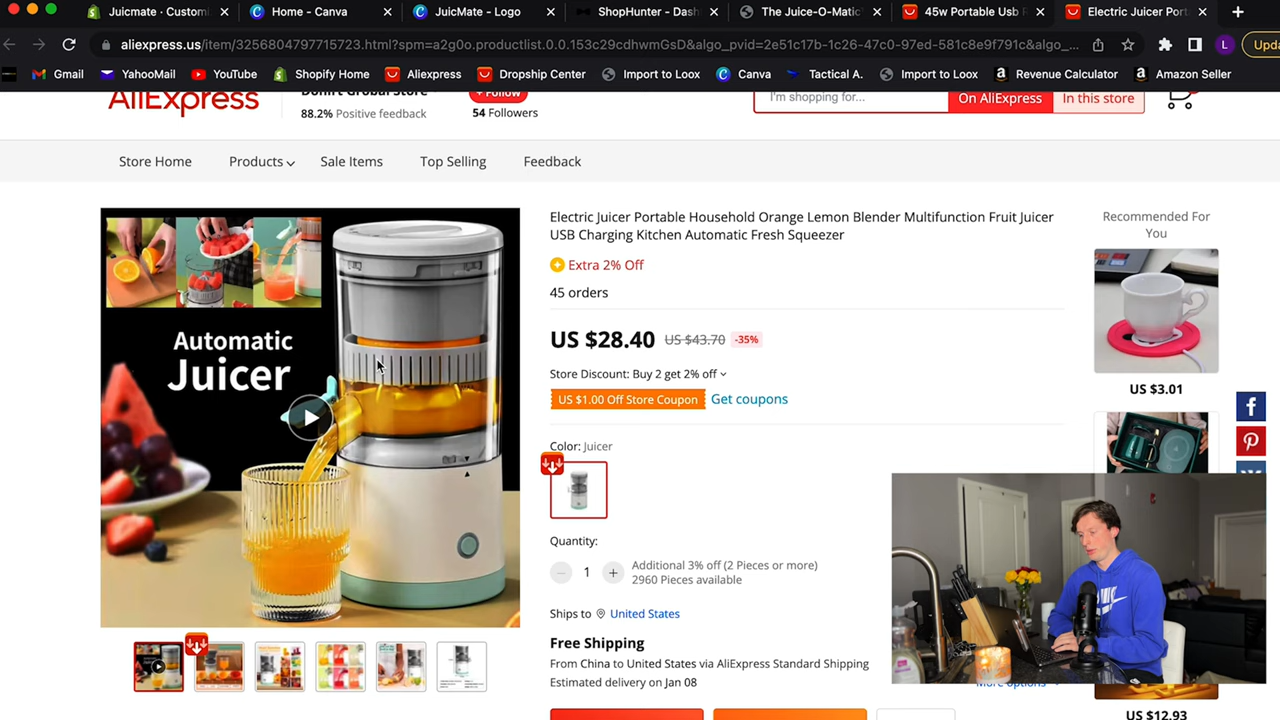 Juicmate · Customi
Home - Canva
JuicMate - Logo
ShopHunter - Dash
The Juice-O-Matic™
45w Portable Usb R
Electric Juicer Port
aliexpress.us/item/3256804797715723.html?spm=a2g0o.productlist.0.0.153c29cdhwmGsD&algo_pvid=2e51c17b-1c26-47c0-97ed-581c8e9f791c&algo_...
L
Upda
Gmail
YahooMail
YouTube
Shopify Home
Aliexpress
Dropship Center
Import to Loox
Canva
Tactical A.
Import to Loox
Revenue Calculator
Amazon Seller
AliExpress
Global Store
88.2% Positive feedback
+ Follow
54 Followers
I'm shopping for...
On AliExpress
In this store
Store Home
Products
Sale Items
Top Selling
Feedback
Automatic
Juicer
Electric Juicer Portable Household Orange Lemon Blender Multifunction Fruit Juicer
USB Charging Kitchen Automatic Fresh Squeezer
Extra 2% Off
45 orders
US $28.40 US $43.70 -35%
Store Discount: Buy 2 get 2% off
US $1.00 Off Store Coupon Get coupons
Color: Juicer
Quantity:
1
Additional 3% off (2 Pieces or more)
2960 Pieces available
Ships to United States
Free Shipping
From China to United States via AliExpress Standard Shipping
Estimated delivery on Jan 08
More options
Recommended For
You
US $3.01
US $12.93